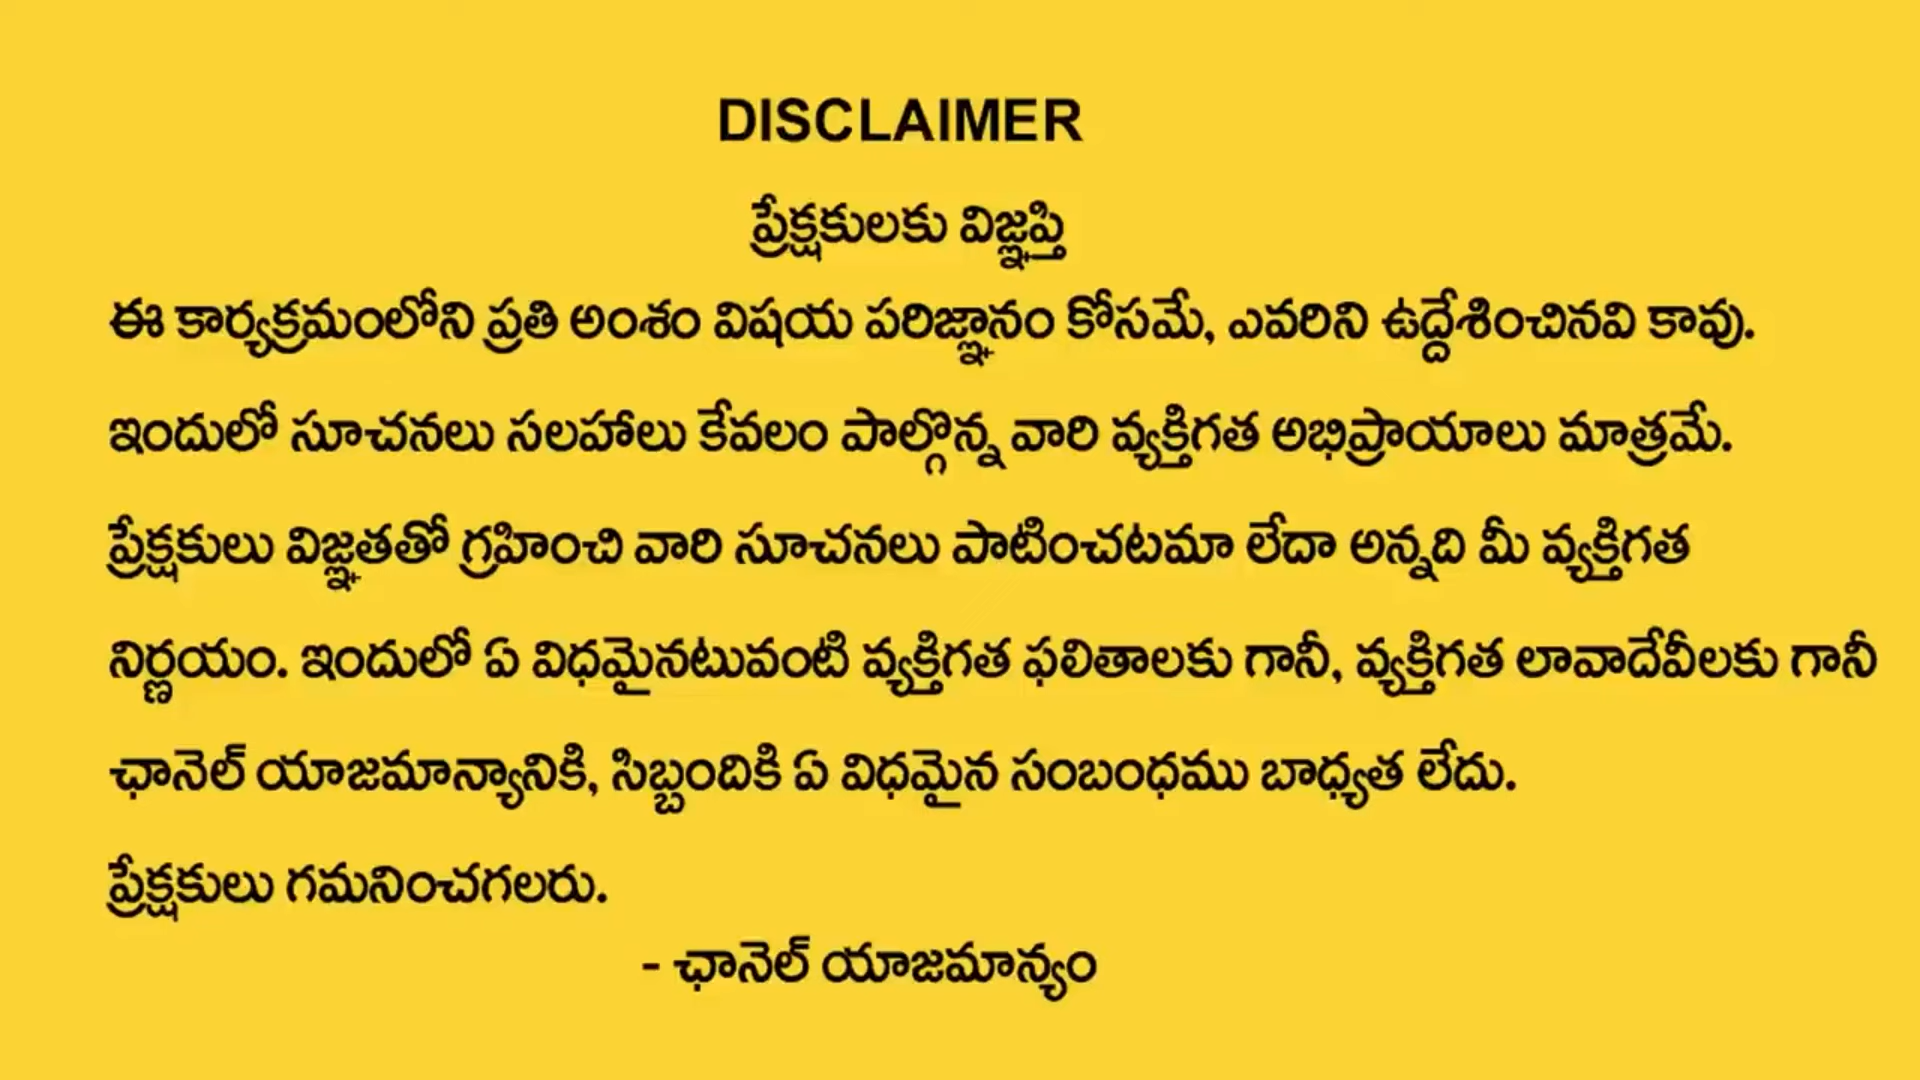 DISCLAIMER
ప్రేక్షకులకు విజ్ఞప్తి
ఈ కార్యక్రమంలోని ప్రతి అంశం విషయ పరిజ్ఞానం కోసమే, ఎవరిని ఉద్దేశించినవి కావు.
ఇందులో సూచనలు సలహాలు కేవలం పాల్గొన్న వారి వ్యక్తిగత అభిప్రాయాలు మాత్రమే.
ప్రేక్షకులు విజ్ఞతతో గ్రహించి వారి సూచనలు పాటించటమా లేదా అన్నది మీ వ్యక్తిగత
నిర్ణయం. ఇందులో ఏ విధమైనటువంటి వ్యక్తిగత ఫలితాలకు గానీ, వ్యక్తిగత లావాదేవీలకు గానీ
ఛానెల్ యాజమాన్యానికి, సిబ్బందికి ఏ విధమైన సంబంధము బాధ్యత లేదు.
ప్రేక్షకులు గమనించగలరు.
- ఛానెల్ యాజమాన్యం